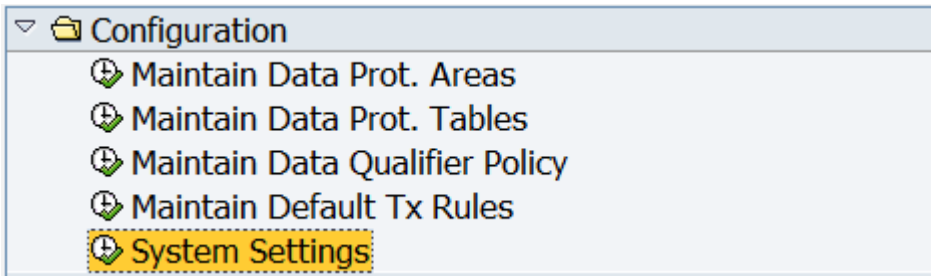 Configuration
Maintain Data Prot. Areas
Maintain Data Prot. Tables
Maintain Data Qualifier Policy
Maintain Default Tx Rules
System Settings